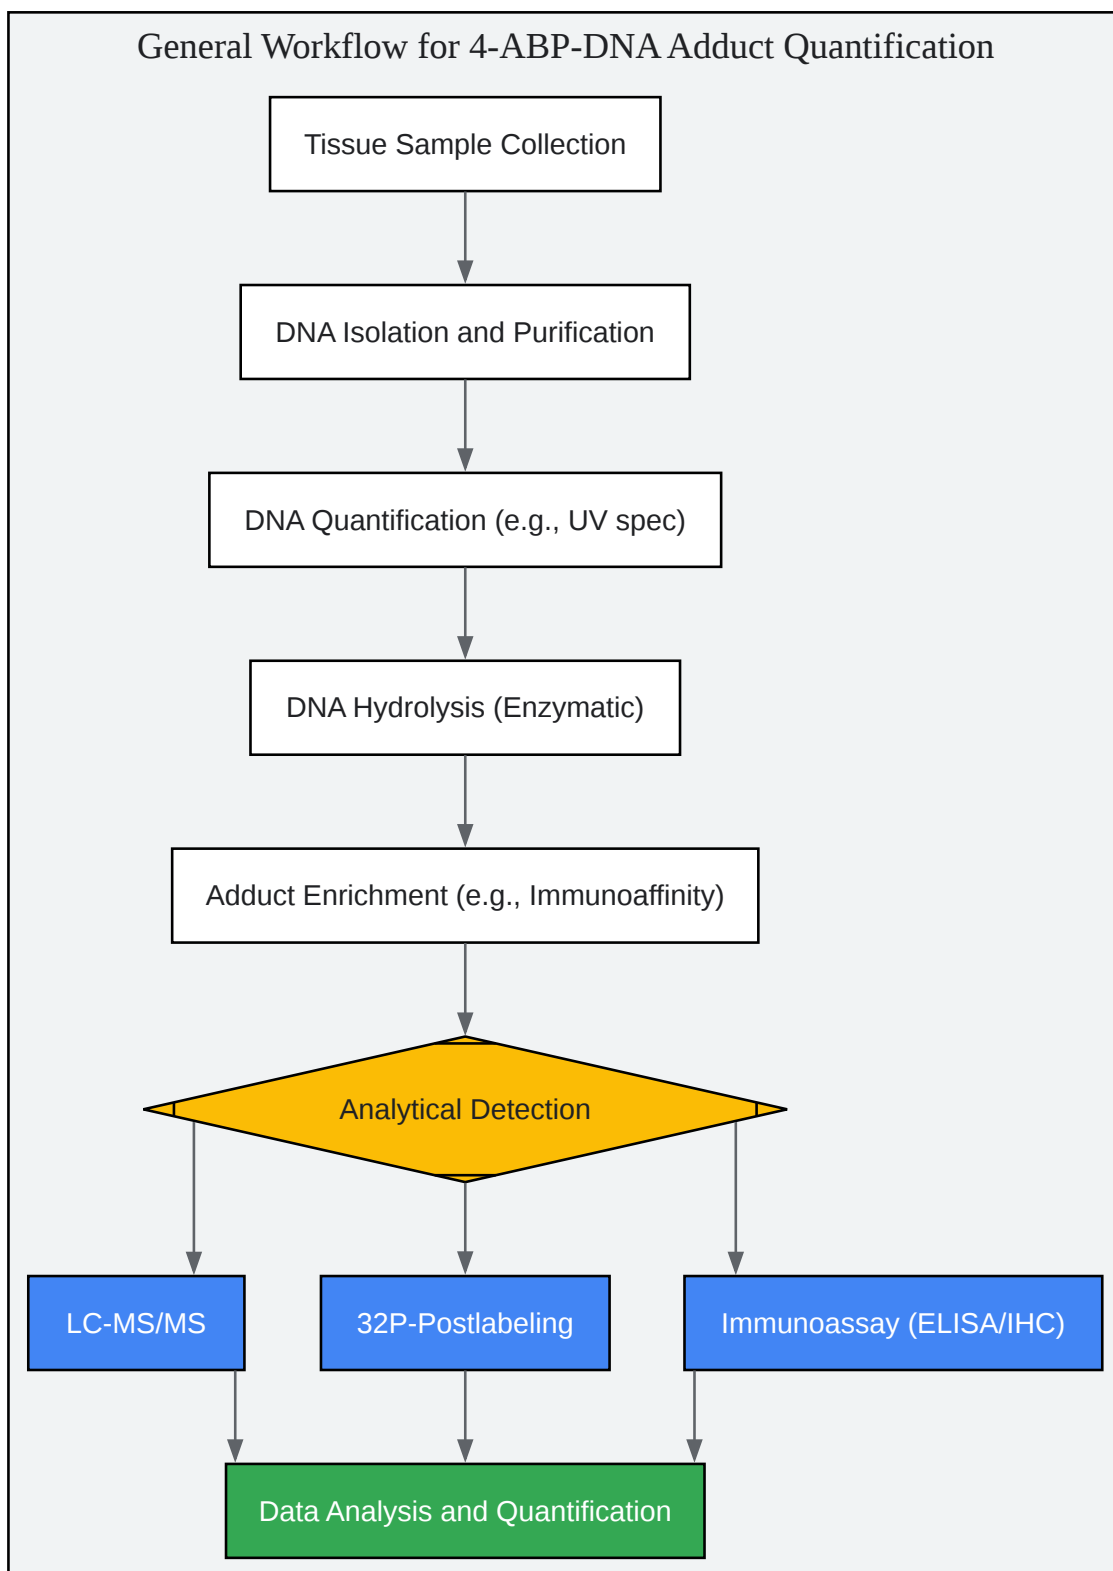 General Workflow for 4-ABP-DNA Adduct Quantification
Tissue Sample Collection
DNA Isolation and Purification
DNA Quantification (e.g., UV spec)
DNA Hydrolysis (Enzymatic)
Adduct Enrichment (e.g., Immunoaffinity)
Analytical Detection
LC-MS/MS
32P-Postlabeling
Immunoassay (ELISA/IHC)
Data Analysis and Quantification